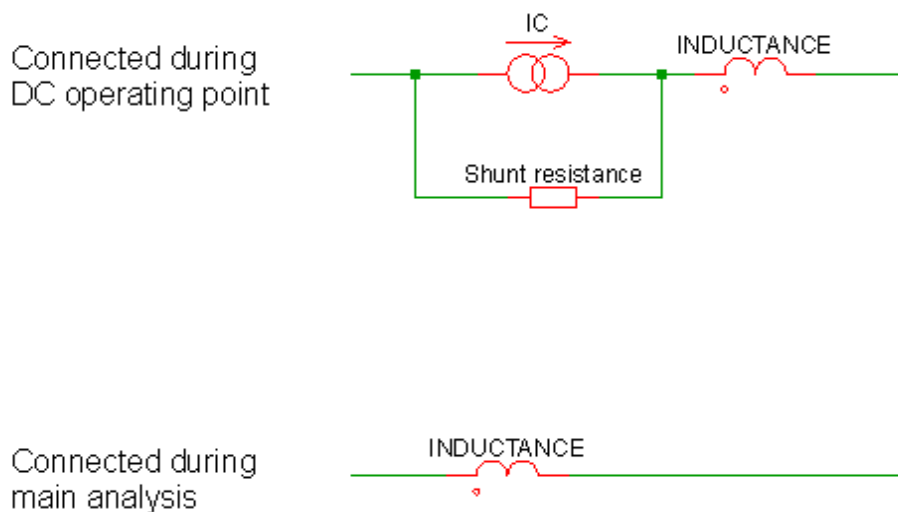 Connected during
DC operating point
IC
INDUCTANCE
Shunt resistance
Connected during
main analysis
INDUCTANCE